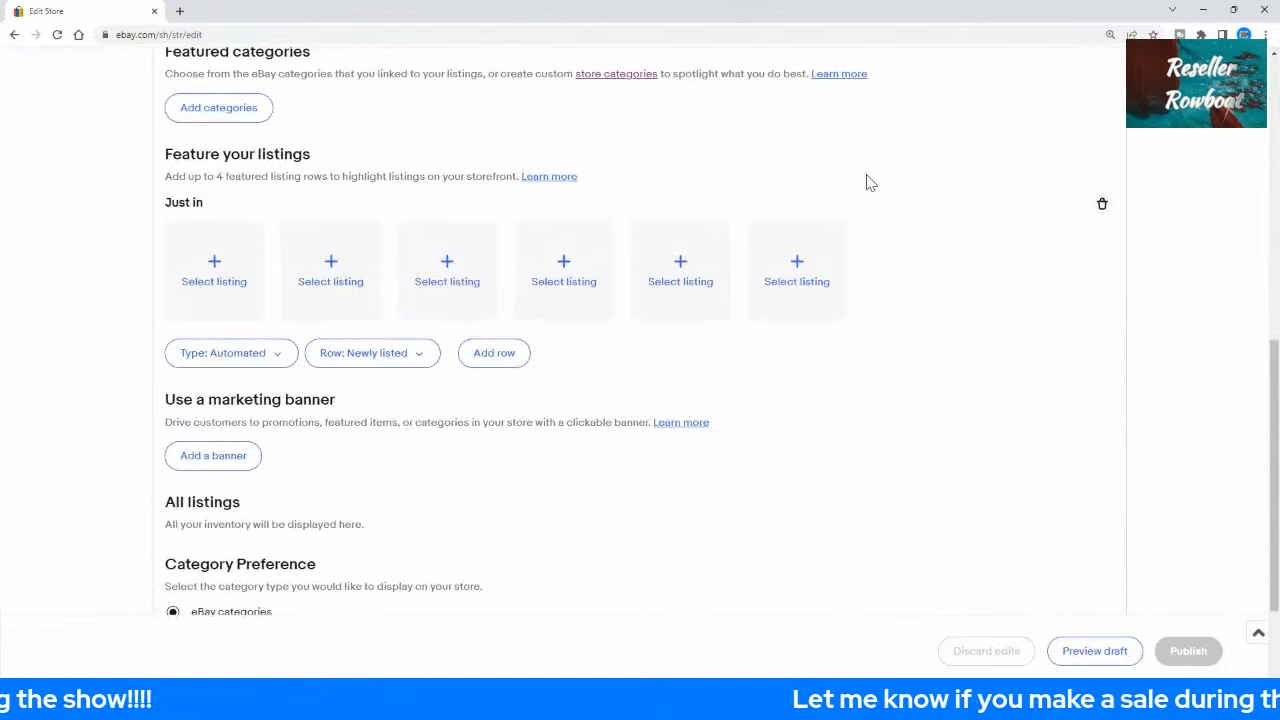 Edit Store
ebay.com/sh/str/edit
Reseller
Rowboat
Featured categories
Choose from the eBay categories that you linked to your listings, or create custom store categories to spotlight what you do best. Learn more
Add categories
Feature your listings
Add up to 4 featured listing rows to highlight listings on your storefront. Learn more
Just in
Select listing Select listing Select listing Select listing Select listing Select listing
Type: Automated Row: Newly listed Add row
Use a marketing banner
Drive customers to promotions, featured items, or categories in your store with a clickable banner. Learn more
Add a banner
All listings
All your inventory will be displayed here.
Category Preference
Select the category type you would like to display on your store.
eBay categories
Discard edits Preview draft Publish
g the show!!!! Let me know if you make a sale during th